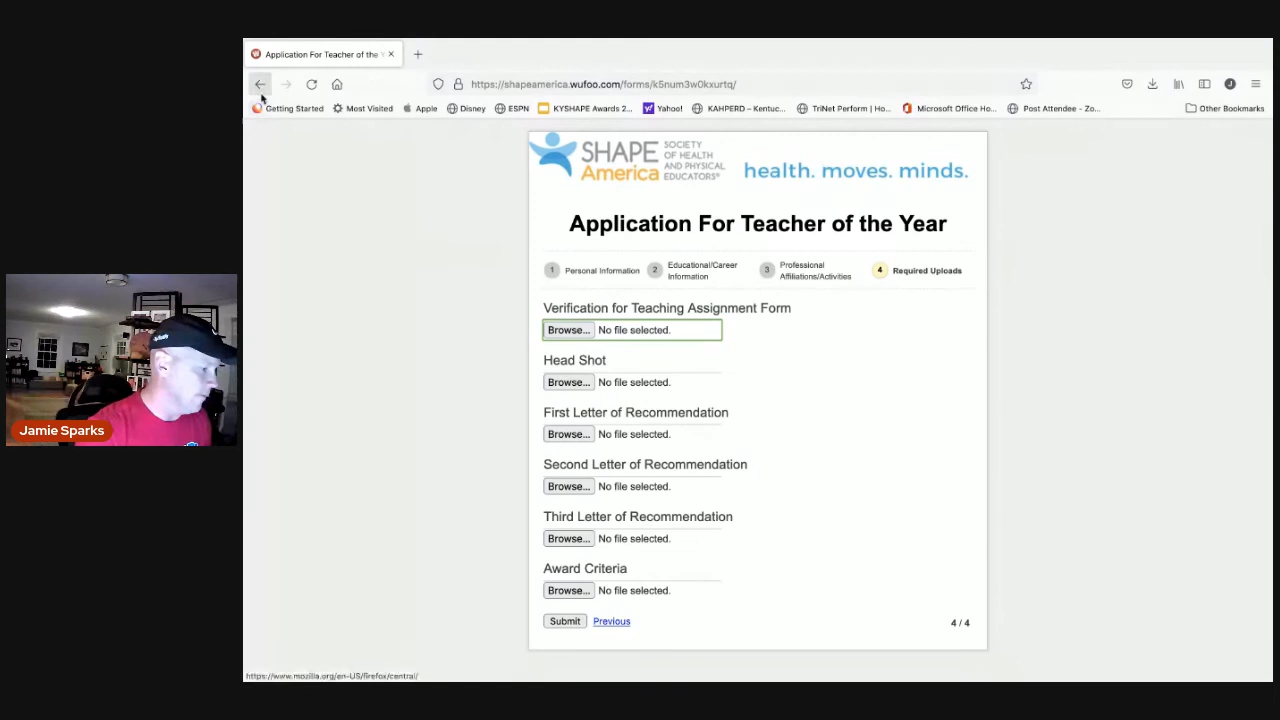 Application For Teacher of the
https://shapeamerica.wufoo.com/forms/k5num3w0kxurtq/
Getting Started
Most Visited
Apple
Disney
ESPN
KYSHAPE Awards 2...
Yahoo!
KAHPERD – Kentuc...
TriNet Perform | Ho...
Microsoft Office Ho...
Post Attendee - Zo...
Other Bookmarks
SHAPE America
SOCIETY
OF HEALTH
AND PHYSICAL
EDUCATORS®
health. moves. minds.
Application For Teacher of the Year
1 Personal Information
2 Educational/Career
Information
3 Professional
Affiliations/Activities
4 Required Uploads
Verification for Teaching Assignment Form
Browse... No file selected.
Head Shot
Browse... No file selected.
First Letter of Recommendation
Browse... No file selected.
Second Letter of Recommendation
Browse... No file selected.
Third Letter of Recommendation
Browse... No file selected.
Award Criteria
Browse... No file selected.
Submit Previous
4 / 4
https://www.mozilla.org/en-US/firefox/central/
Jamie Sparks